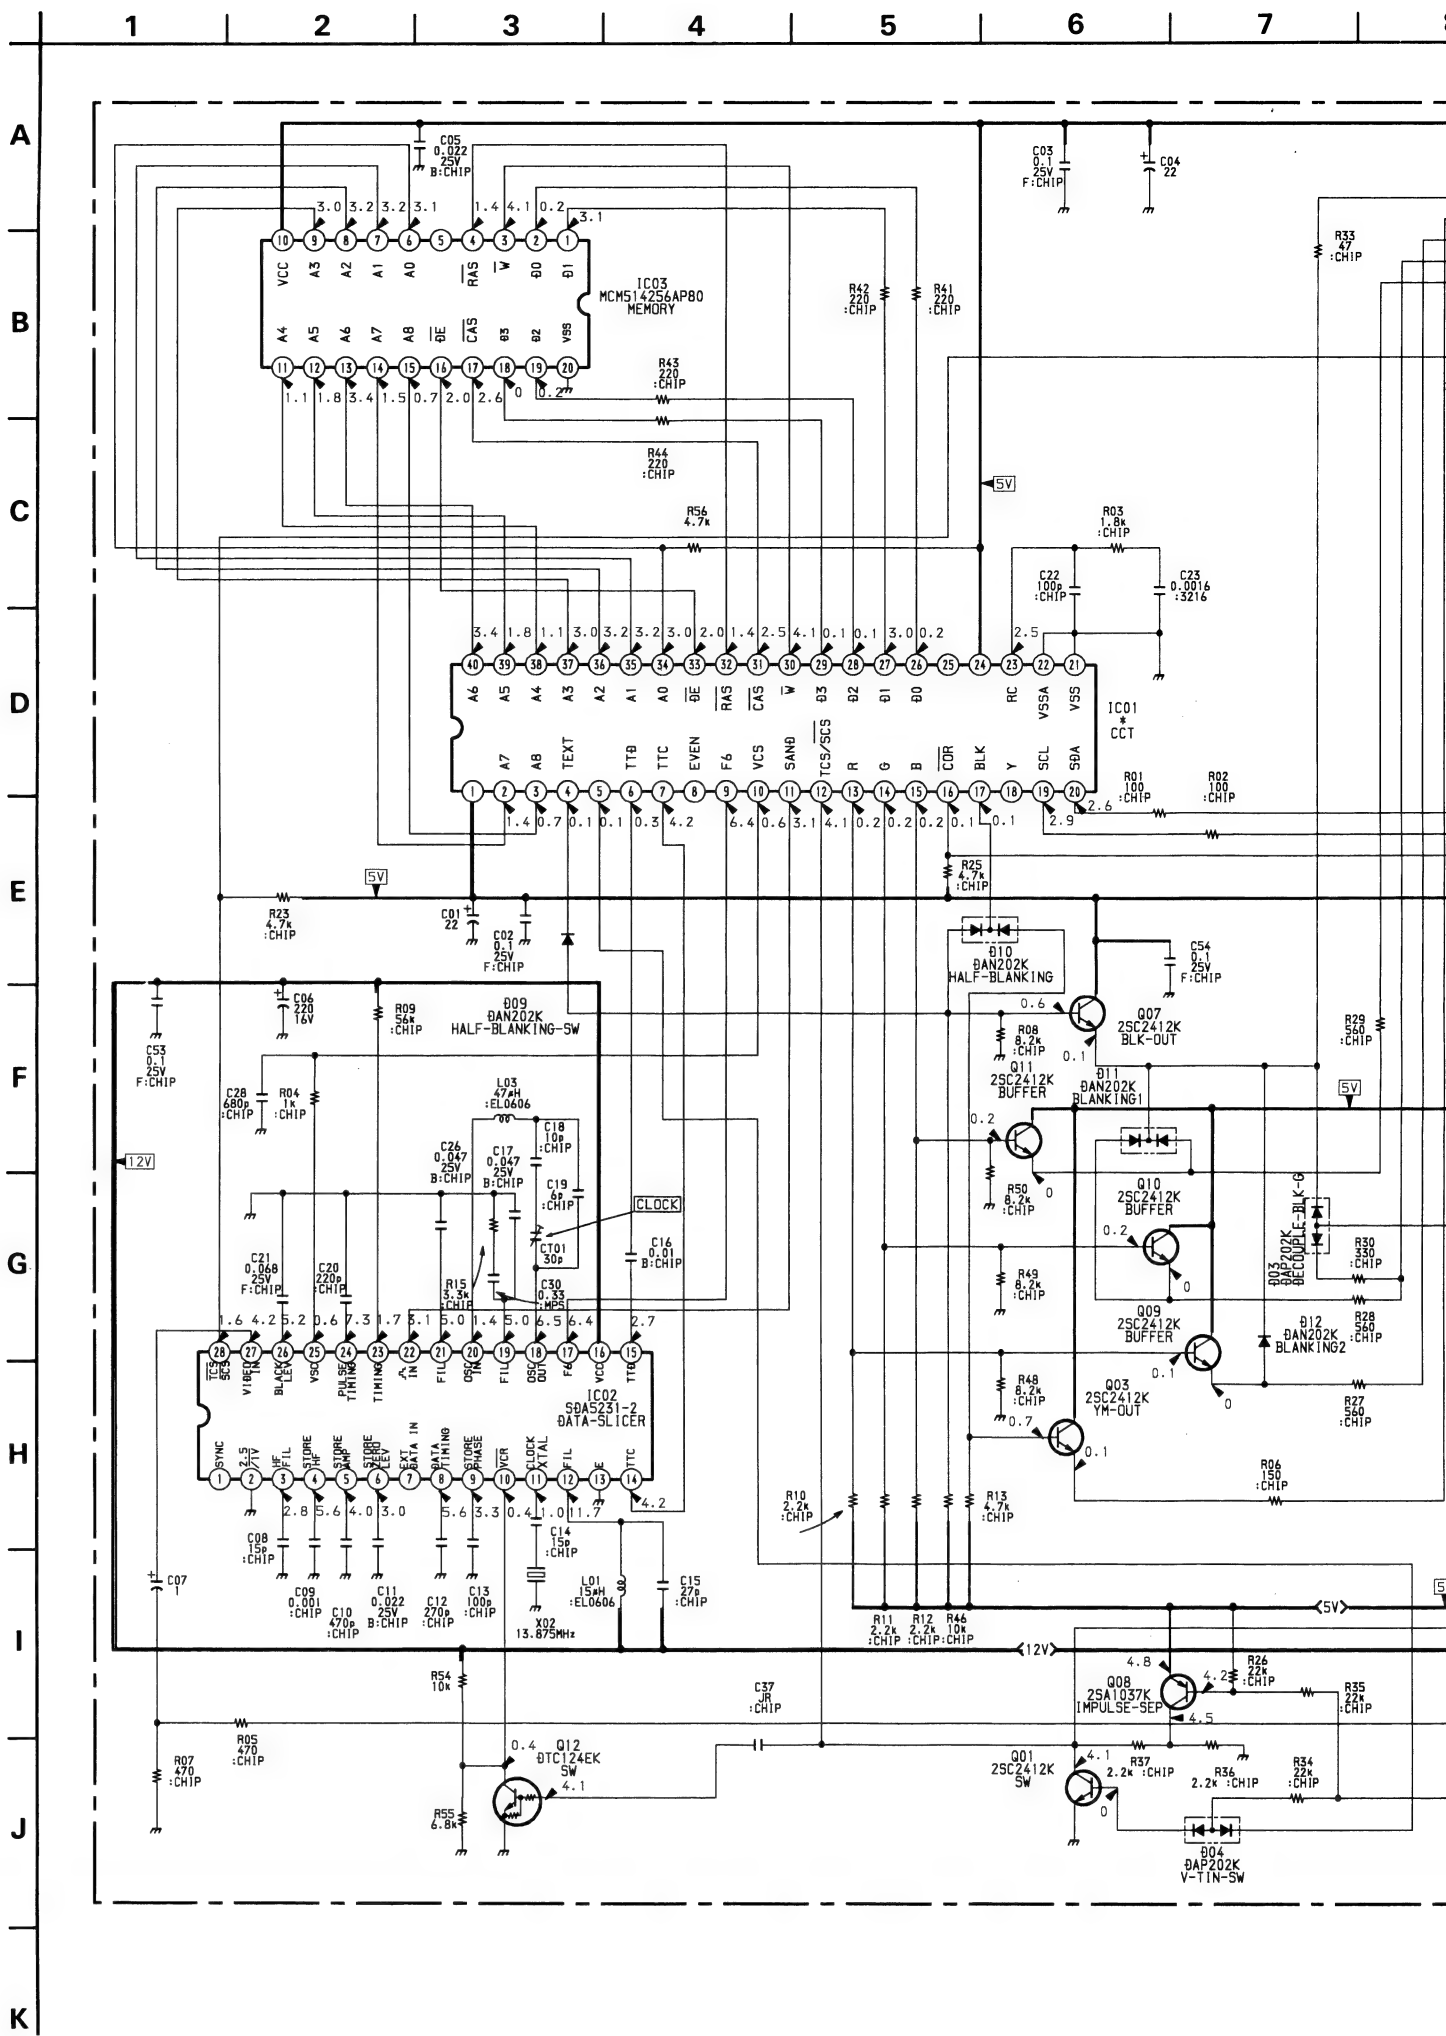 1 2 3 4 5 6 7
A
C05
0.022
25V
B:CHIP
C03
0.1
25V
F:CHIP
C04
22
3.0 3.2 3.2 3.1 1.4 4.1 0.2 3.1
10 9 8 7 6 5 4 3 2 1
VCC A3 A2 A1 A0 RAS W D0 D1
B
IC03
MCM514256AP80
MEMORY
R42
220
:CHIP
R41
220
:CHIP
R33
47
:CHIP
A4 A5 A6 A7 A8 OE CAS D3 D2 VSS
11 12 13 14 15 16 17 18 19 20
1.1 1.8 3.4 1.5 0.7 2.0 2.6 0 0.2
R43
220
:CHIP
R44
220
:CHIP
C
5V
R56
4.7k
R03
1.8k
:CHIP
C22
100p
:CHIP
C23
0.0016
:3216
3.4 1.8 1.1 3.0 3.2 3.2 3.0 2.0 1.4 2.5 4.1 0.1 0.1 3.0 0.2 2.5
40 39 38 37 36 35 34 33 32 31 30 29 28 27 26 25 24 23 22 21
A6 A5 A4 A3 A2 A1 A0 OE RAS CAS W D3 D2 D1 D0 RC VSSA VSS
D
IC01
*
CCT
A7 A8 TEXT TTD TTC EVEN F6 VCS SAND TCS/SCS R G B COR BLK Y SCL SDA
1 2 3 4 5 6 7 8 9 10 11 12 13 14 15 16 17 18 19 20
R01
100
:CHIP
R02
100
:CHIP
1.4 0.7 0.1 0.1 0.3 4.2 6.4 0.6 3.1 4.1 0.2 0.2 0.2 0.1 0.1 2.9 2.6
E
5V
R23
4.7k
:CHIP
C01
22
C02
0.1
25V
F:CHIP
R25
4.7k
:CHIP
D10
DAN202K
HALF-BLANKING
C54
0.1
25V
F:CHIP
C06
220
16V
R09
56k
:CHIP
D09
DAN202K
HALF-BLANKING-SW
0.6
Q07
2SC2412K
BLK-OUT
0.1
R08
8.2k
:CHIP
R29
560
:CHIP
F
C53
0.1
25V
F:CHIP
C28
680p
:CHIP
R04
1k
:CHIP
L03
47µH
:EL0606
Q11
2SC2412K
BUFFER
D11
DAN202K
BLANKING1
5V
0.2
C26
0.047
25V
B:CHIP
C17
0.047
25V
B:CHIP
C18
10p
:CHIP
12V
C19
6p
:CHIP
CLOCK
0
R50
8.2k
:CHIP
Q10
2SC2412K
BUFFER
D03
DAP202K
DECOUPLE-BLK-G
G
C21
0.068
25V
F:CHIP
C20
220p
:CHIP
R15
3.3k
:CHIP
CT01
30p
C30
0.33
:MPS
C16
0.01
B:CHIP
0.2
0
R49
8.2k
:CHIP
R30
330
:CHIP
Q09
2SC2412K
BUFFER
D12
DAN202K
BLANKING2
R28
560
:CHIP
1.6 4.2 5.2 0.6 7.3 1.7 3.1 5.0 1.4 5.0 6.5 6.4 2.7
28 27 26 25 24 23 22 21 20 19 18 17 16 15
TCS
SCS
VIDEO
IN
BLACK
LEV
VSC
PULSE
TIMING
TIMING
IN
FIL
OSC
IN
FIL
OSC
OUT
F6
VCC
TTD
0.1
0
R48
8.2k
:CHIP
Q03
2SC2412K
YM-OUT
R27
560
:CHIP
H
IC02
SDA5231-2
DATA-SLICER
0.7
0.1
SYNC
2.5
/1V
HF
FIL
STORE
HF
STORE
AMP
STORE
ZERO
LEV
EXT
DATA IN
DATA
TIMING
STORE
PHASE
VCR
CLOCK
XTAL
FIL
E
TTC
1 2 3 4 5 6 7 8 9 10 11 12 13 14
2.8 5.6 4.0 3.0 5.6 3.3 0.4 1.0 11.7 4.2
R10
2.2k
:CHIP
R13
4.7k
:CHIP
R06
150
:CHIP
C08
15p
:CHIP
C14
15p
:CHIP
C07
1
C09
0.001
:CHIP
C10
470p
:CHIP
C11
0.022
25V
B:CHIP
C12
270p
:CHIP
C13
100p
:CHIP
X02
13.875MHz
L01
15µH
:EL0606
C15
27p
:CHIP
R11
2.2k
:CHIP
R12
2.2k
:CHIP
R46
10k
:CHIP
5V
I
12V
R54
10k
C37
JR
:CHIP
4.8
Q08
2SA1037K
IMPULSE-SEP
4.2
4.5
R26
22k
:CHIP
R35
22k
:CHIP
R05
470
:CHIP
R07
470
:CHIP
0.4
Q12
DTC124EK
SW
4.1
Q01
2SC2412K
SW
4.1
0
R37
2.2k :CHIP
R36
2.2k :CHIP
R34
22k
:CHIP
J
R55
6.8k
D04
DAP202K
V-TIN-SW
K